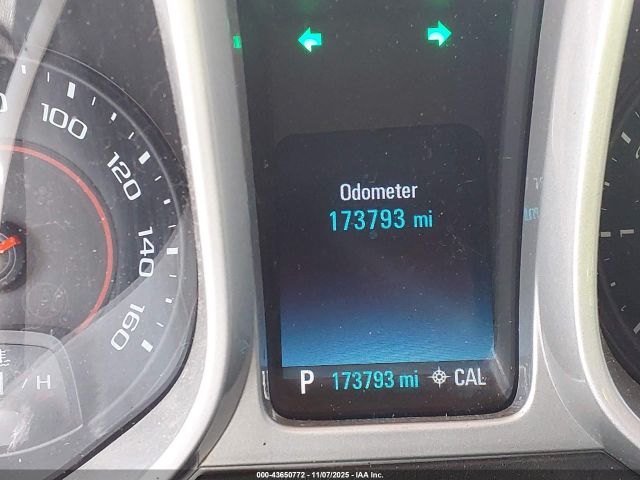 100
120
140
160
/ H
Odometer
173793 mi
P 173793 mi CAL
000-43650772 - 11/07/2025 - IAA Inc.